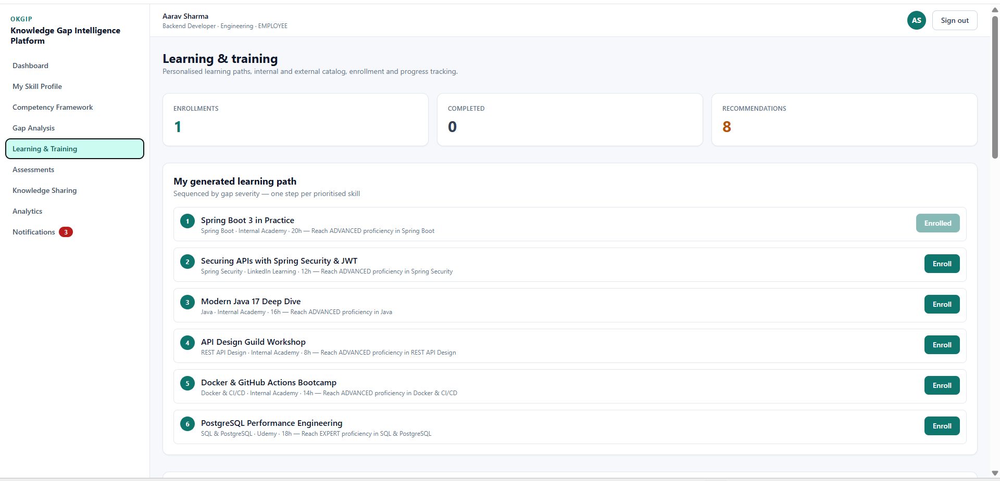 OKGIP
Knowledge Gap Intelligence
Platform
Dashboard
My Skill Profile
Competency Framework
Gap Analysis
Learning & Training
Assessments
Knowledge Sharing
Analytics
Notifications 3
Aarav Sharma
Backend Developer · Engineering · EMPLOYEE
AS
Sign out
Learning & training
Personalised learning paths, internal and external catalog, enrollment and progress tracking.
ENROLLMENTS
1
COMPLETED
0
RECOMMENDATIONS
8
My generated learning path
Sequenced by gap severity — one step per prioritised skill
1
Spring Boot 3 in Practice
Spring Boot · Internal Academy · 20h — Reach ADVANCED proficiency in Spring Boot
Enrolled
2
Securing APIs with Spring Security & JWT
Spring Security · LinkedIn Learning · 12h — Reach ADVANCED proficiency in Spring Security
Enroll
3
Modern Java 17 Deep Dive
Java · Internal Academy · 16h — Reach ADVANCED proficiency in Java
Enroll
4
API Design Guild Workshop
REST API Design · Internal Academy · 8h — Reach ADVANCED proficiency in REST API Design
Enroll
5
Docker & GitHub Actions Bootcamp
Docker & CI/CD · Internal Academy · 14h — Reach ADVANCED proficiency in Docker & CI/CD
Enroll
6
PostgreSQL Performance Engineering
SQL & PostgreSQL · Udemy · 18h — Reach EXPERT proficiency in SQL & PostgreSQL
Enroll